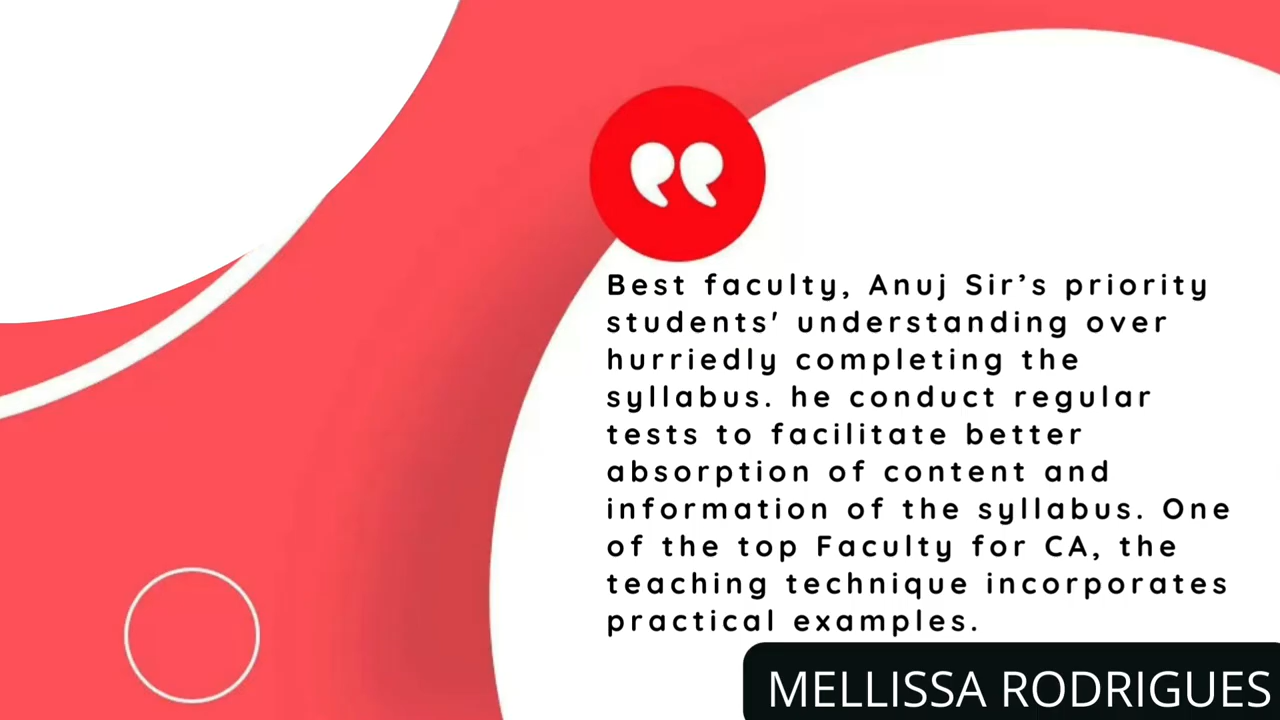 Best faculty, Anuj Sir’s priority
students' understanding over
hurriedly completing the
syllabus. he conduct regular
tests to facilitate better
absorption of content and
information of the syllabus. One
of the top Faculty for CA, the
teaching technique incorporates
practical examples.
MELLISSA RODRIGUES